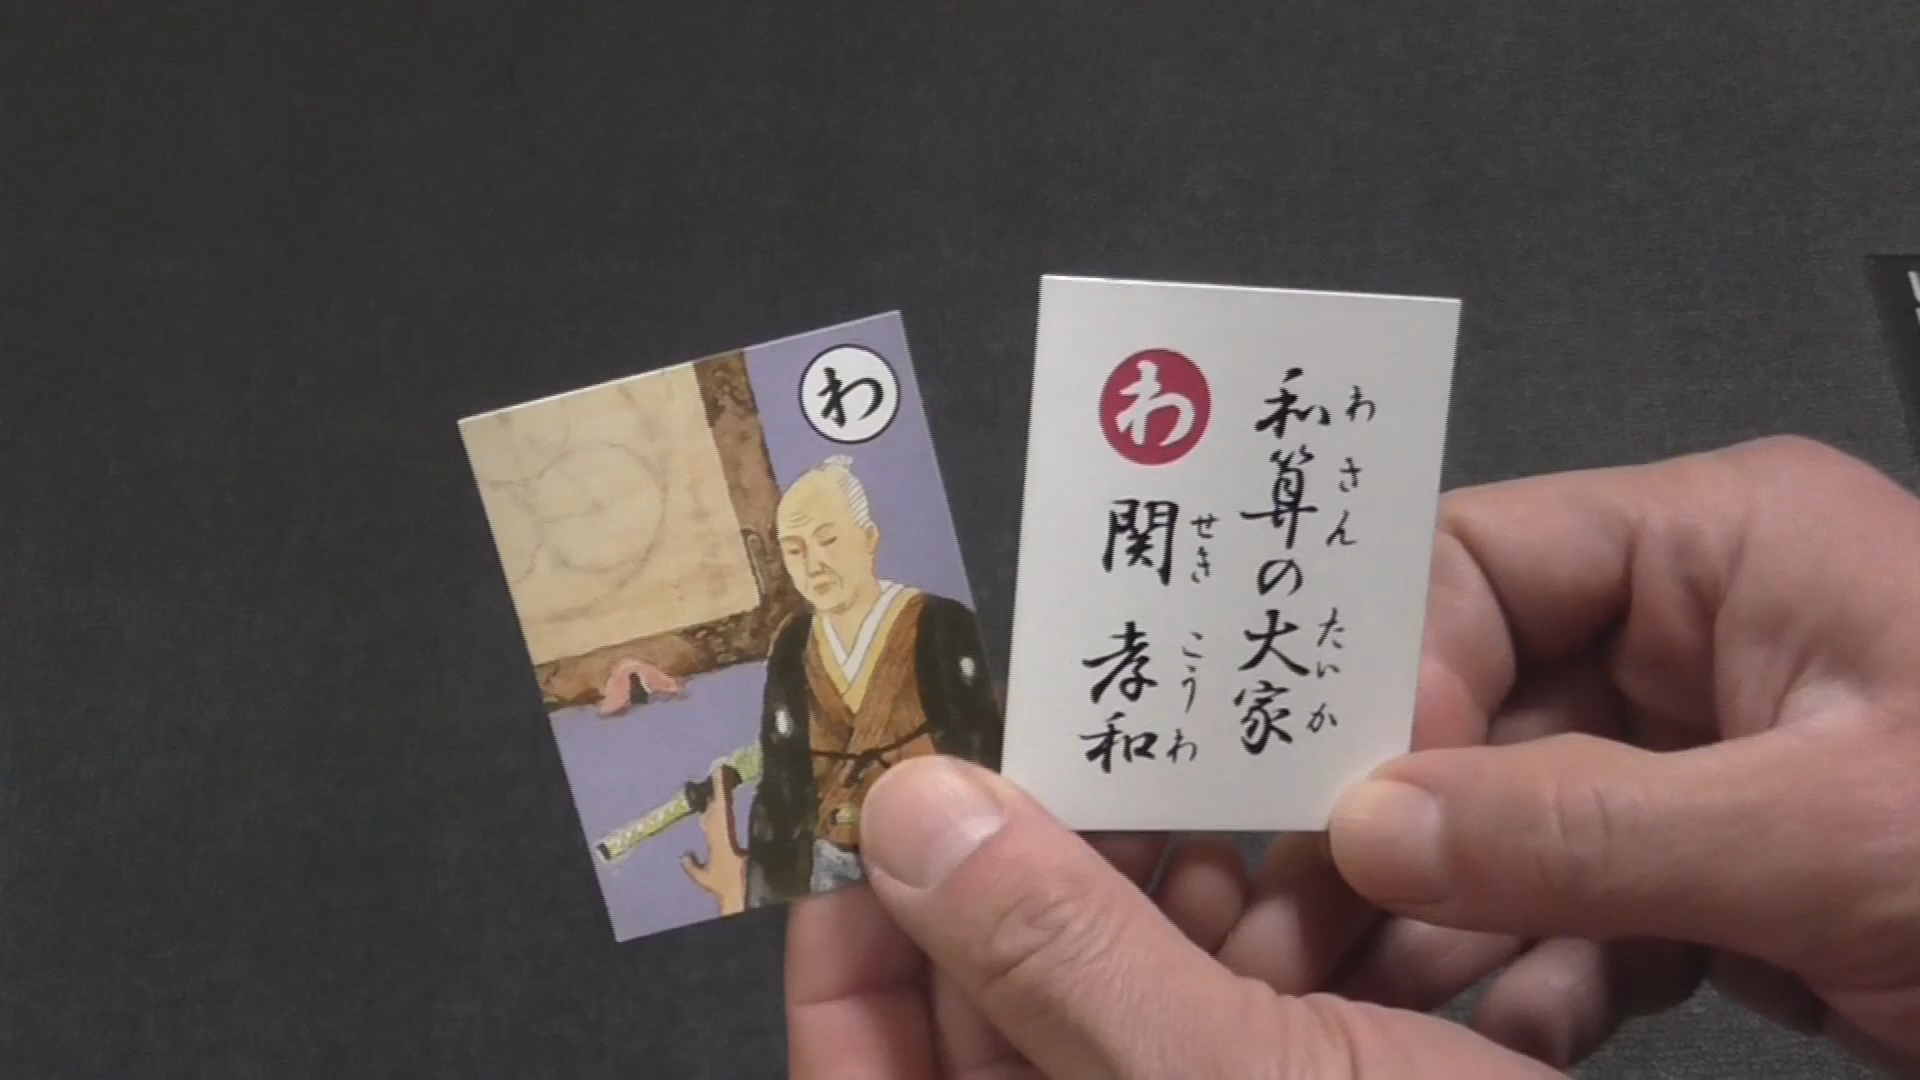 わ
わ
和算の大家
わさん たいか
関孝和
せき こうわ